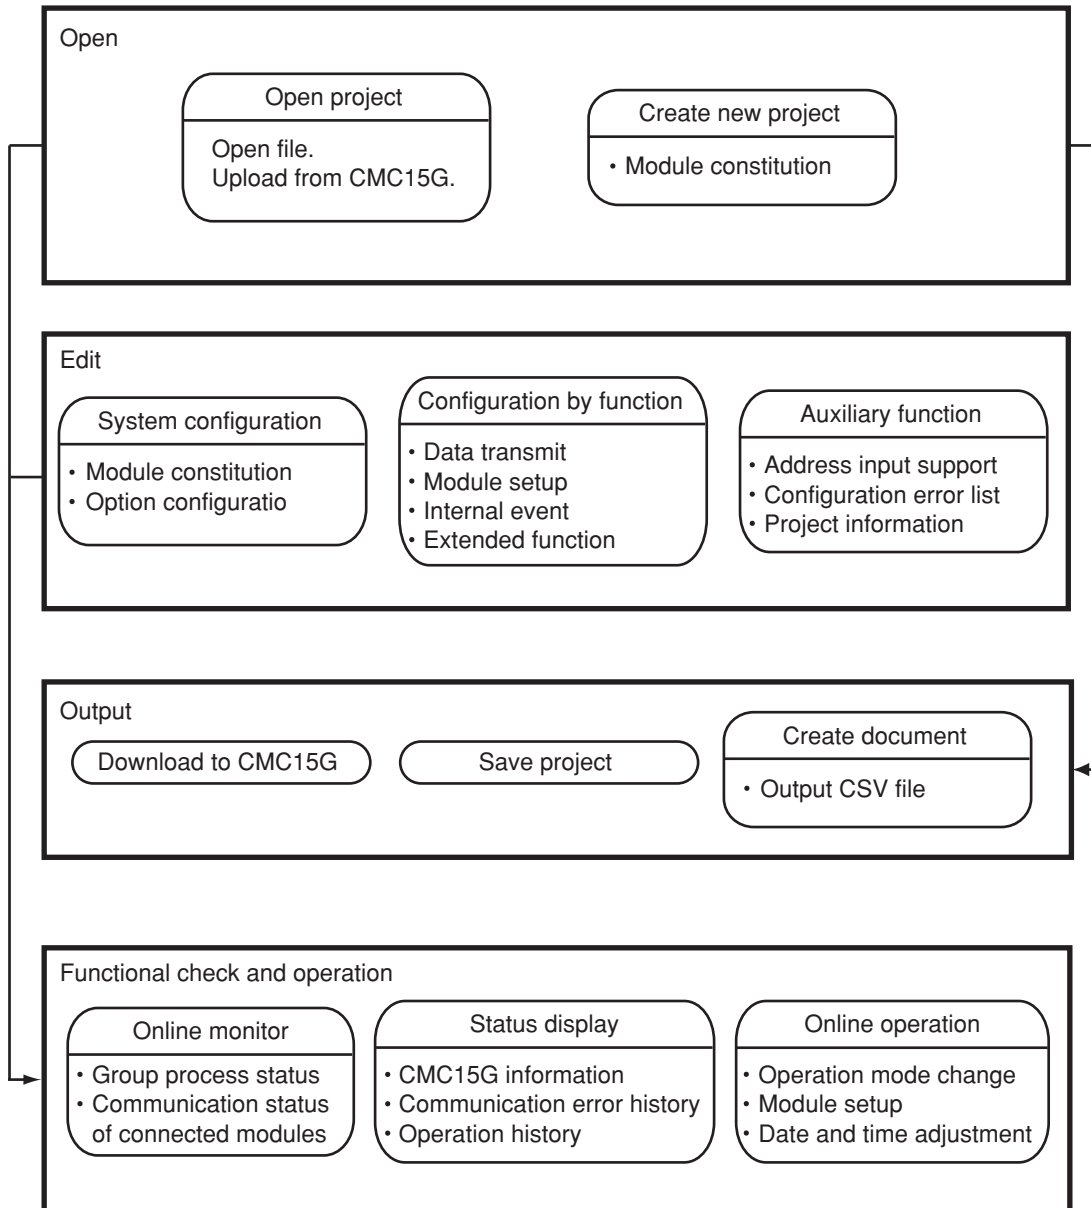 Open
Open project
Open file.
Upload from CMC15G.
Create new project
・Module constitution
Edit
System configuration
・Module constitution
・Option configuratio
Configuration by function
・Data transmit
・Module setup
・Internal event
・Extended function
Auxiliary function
・Address input support
・Configuration error list
・Project information
Output
Download to CMC15G
Save project
Create document
・Output CSV file
Functional check and operation
Online monitor
・Group process status
・Communication status
of connected modules
Status display
・CMC15G information
・Communication error history
・Operation history
Online operation
・Operation mode change
・Module setup
・Date and time adjustment